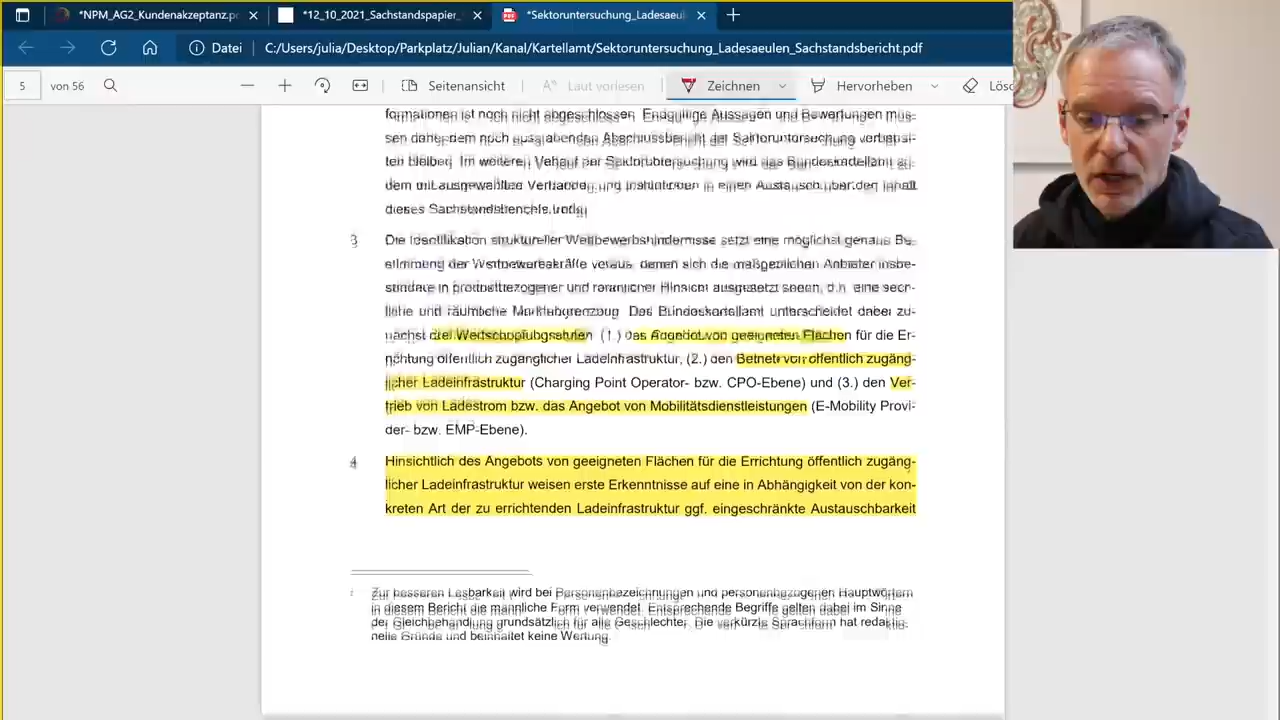 *NPM_AG2_Kundenakzeptanz.p
*12_10_2021_Sachstandspapier_
*Sektoruntersuchung_Ladesaeul
Datei
C:/Users/julia/Desktop/Parkplatz/Julian/Kanal/Kartellamt/Sektoruntersuchung_Ladesaeulen_Sachstandsbericht.pdf
5 von 56
Seitenansicht
Laut vorlesen
Zeichnen
Hervorheben
Lös
formationen ist noch nicht abgeschlossen. Endgültige Aussagen und Bewertungen müs-
sen daher dem noch ausstehenden Abschlussbericht der Sektoruntersuchung vorbehal-
ten bleiben. Im weiteren Verlauf der Sektoruntersuchung wird das Bundeskartellamt
dem mit ausgewählten Verbänden und Institutionen in einen Austausch über den Inhalt
dieses Sachstandsberichts
3 Die Identifikation struktureller Wettbewerbshindernisse setzt eine möglichst genaue Be-
stimmung der Wettbewerbskräfte voraus, denen sich die maßgeblichen Anbieter insbe-
sondere in produktbezogener und räumlicher Hinsicht ausgesetzt sehen, d.h. eine sach-
liche und räumliche Marktabgrenzung. Das Bundeskartellamt unterscheidet dabei zu-
nächst drei Wertschöpfungsstufen (1.) das Angebot von geeigneten Flächen für die Er-
richtung öffentlich zugänglicher Ladeinfrastruktur, (2.) den Betrieb von öffentlich zugäng-
licher Ladeinfrastruktur (Charging Point Operator- bzw. CPO-Ebene) und (3.) den Ver-
trieb von Ladestrom bzw. das Angebot von Mobilitätsdienstleistungen (E-Mobility Provi-
der- bzw. EMP-Ebene).
4 Hinsichtlich des Angebots von geeigneten Flächen für die Errichtung öffentlich zugäng-
licher Ladeinfrastruktur weisen erste Erkenntnisse auf eine in Abhängigkeit von der kon-
kreten Art der zu errichtenden Ladeinfrastruktur ggf. eingeschränkte Austauschbarkeit
Zur besseren Lesbarkeit wird bei Personenbezeichnungen und personenbezogenen Hauptwörtern
in diesem Bericht die männliche Form verwendet. Entsprechende Begriffe gelten dabei im Sinne
der Gleichbehandlung grundsätzlich für alle Geschlechter. Die verkürzte Sprachform hat redaktio-
nelle Gründe und beinhaltet keine Wertung.